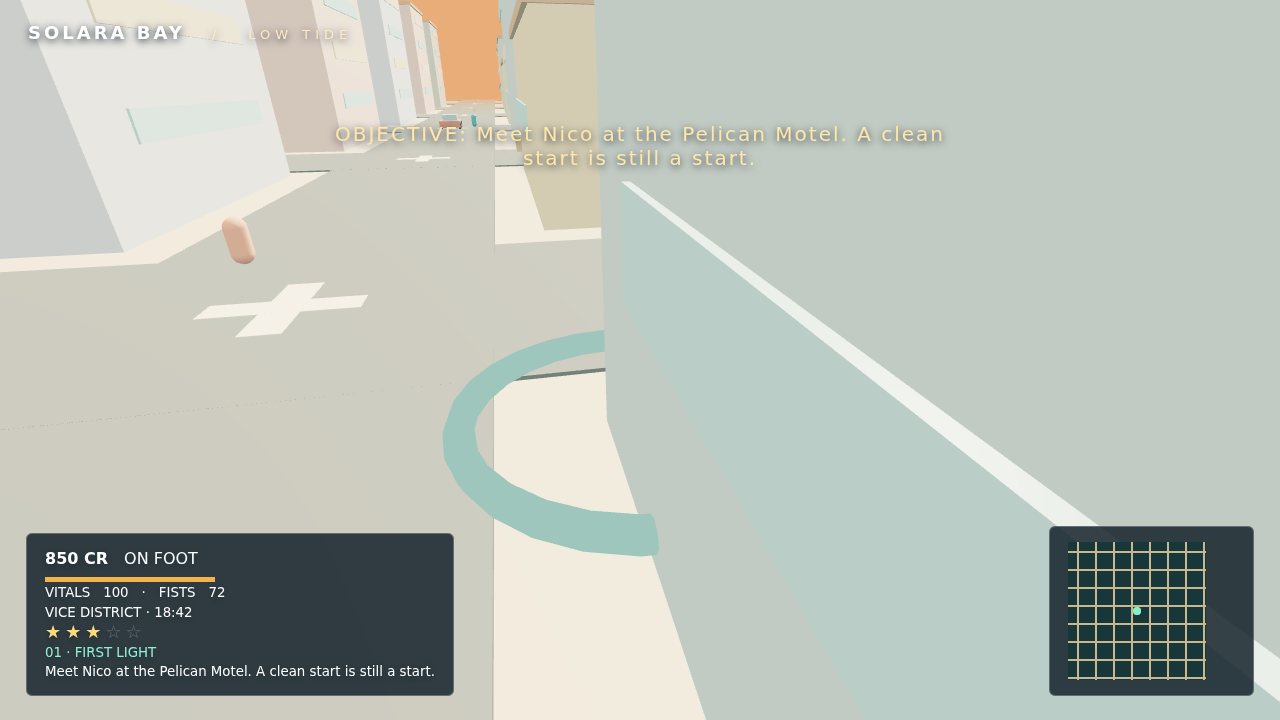 SOLARA BAY / LOW TIDE
OBJECTIVE: Meet Nico at the Pelican Motel. A clean
start is still a start.
850 CR ON FOOT
VITALS 100 · FISTS 72
VICE DISTRICT · 18:42
★ ★ ★ ☆ ☆
01 · FIRST LIGHT
Meet Nico at the Pelican Motel. A clean start is still a start.